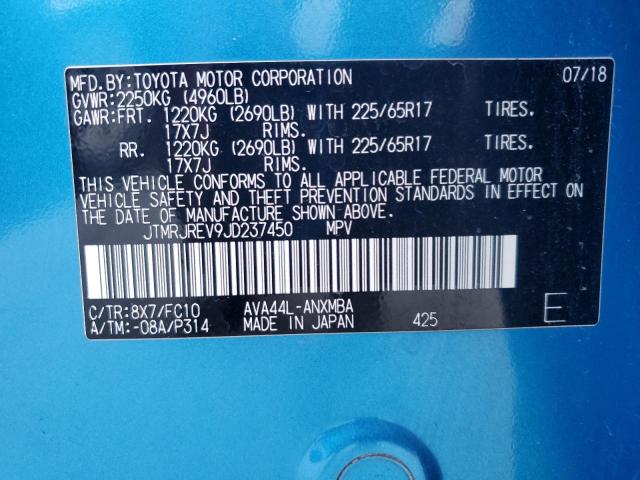 MFD.BY:TOYOTA MOTOR CORPORATION 07/18
GVWR:2250KG (4960LB)
GAWR:FRT. 1220KG (2690LB) WITH 225/65R17 TIRES.
17X7J RIMS.
RR. 1220KG (2690LB) WITH 225/65R17 TIRES.
17X7J RIMS.
THIS VEHICLE CONFORMS TO ALL APPLICABLE FEDERAL MOTOR
VEHICLE SAFETY AND THEFT PREVENTION STANDARDS IN EFFECT ON
THE DATE OF MANUFACTURE SHOWN ABOVE.
JTMRJREV9JD237450 MPV
C/TR:8X7/FC10 AVA44L-ANXMBA
A/TM:-08A/P314 MADE IN JAPAN 425 E